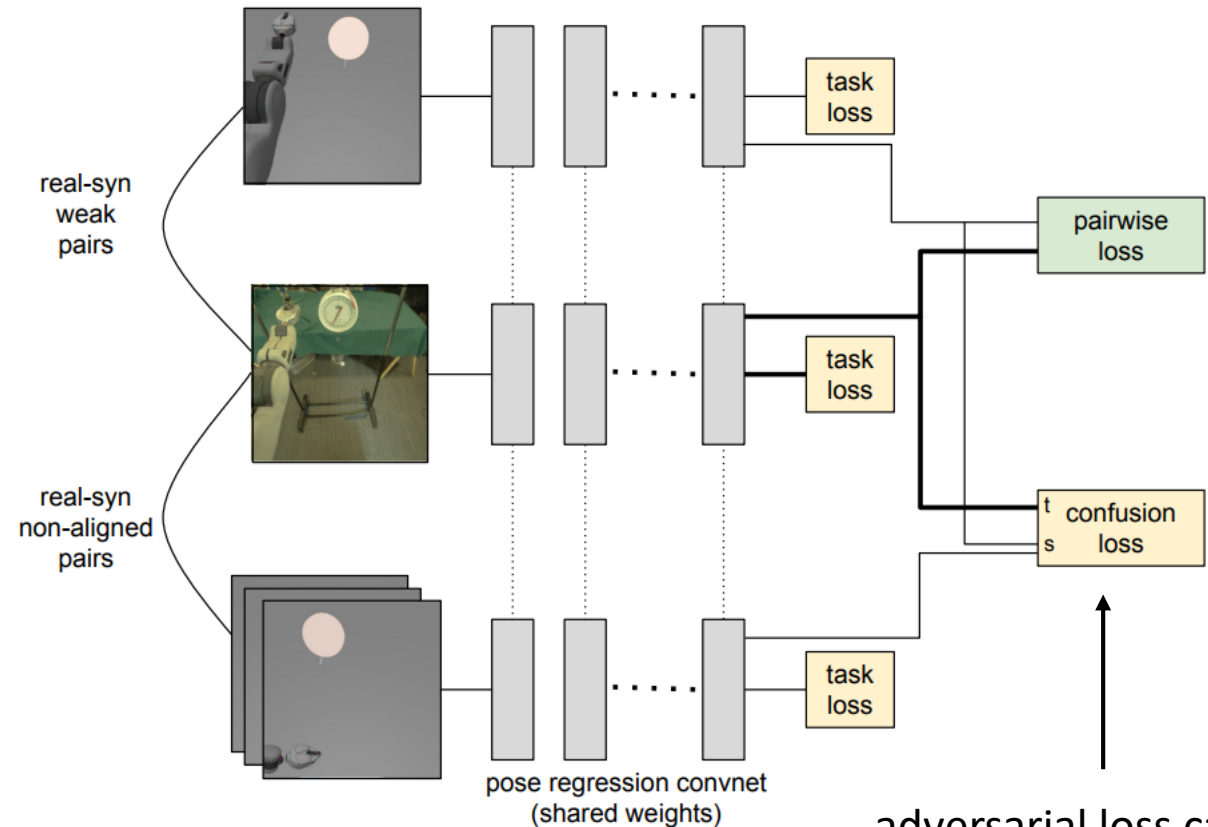 task
loss
real-syn
weak
pairs
pairwise
loss
task
loss
real-syn
non-aligned
pairs
t
s
confusion
loss
task
loss
pose regression convnet
(shared weights)
adversarial loss ca